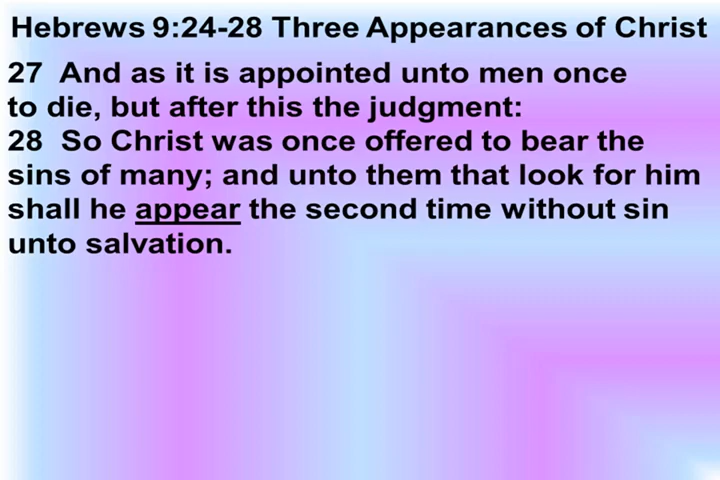 Hebrews 9:24-28 Three Appearances of Christ
27 And as it is appointed unto men once
to die, but after this the judgment:
28 So Christ was once offered to bear the
sins of many; and unto them that look for him
shall he appear the second time without sin
unto salvation.